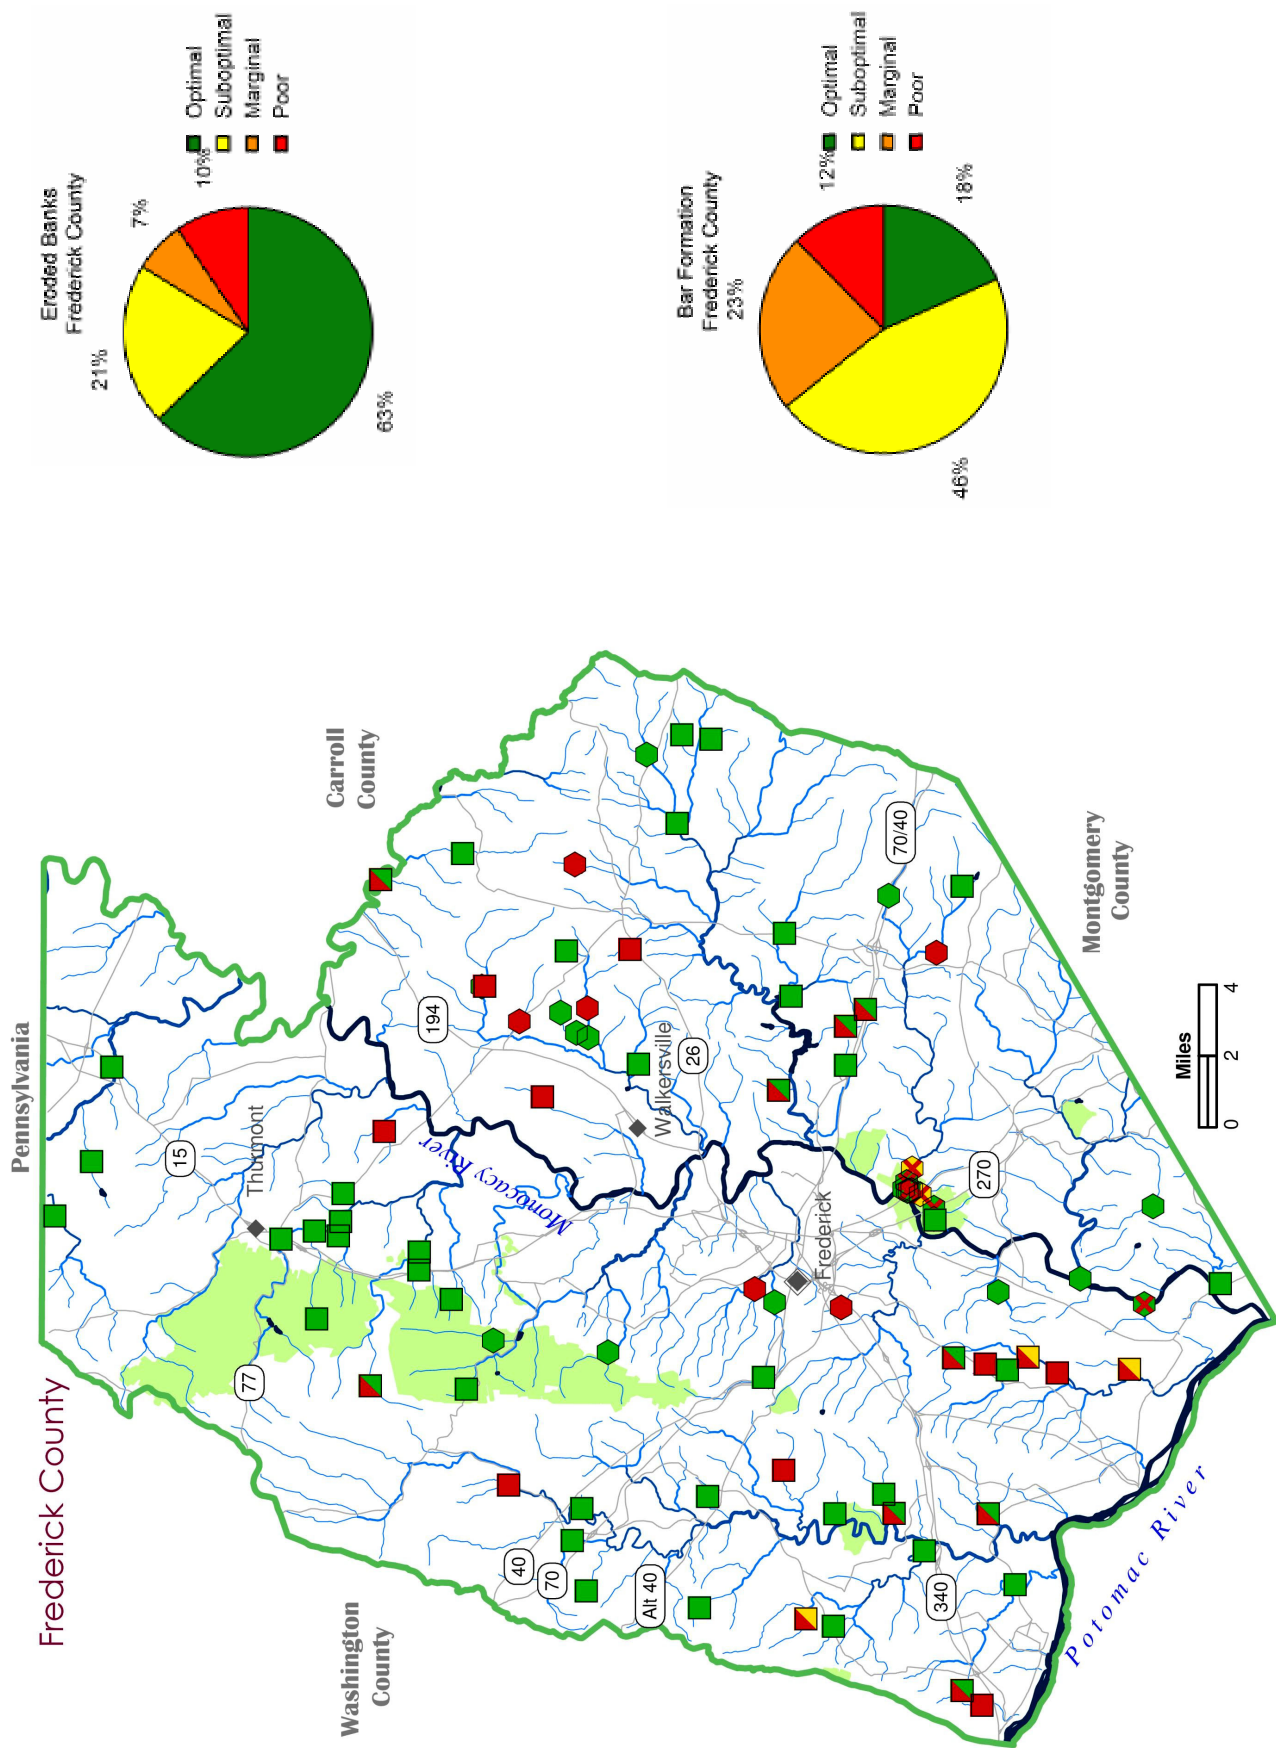 Frederick County
Pennsylvania
Carroll
County
Washington
County
Montgomery
County
15
Thurmont
77
194
Monocacy River
Walkersville
26
40
70
Alt 40
Frederick
70/40
270
340
Potomac River
Miles
0
2
4
Eroded Banks
Frederick County
21%
7%
10%
63%
Optimal
Suboptimal
Marginal
Poor
Bar Formation
Frederick County
23%
12%
18%
46%
Optimal
Suboptimal
Marginal
Poor